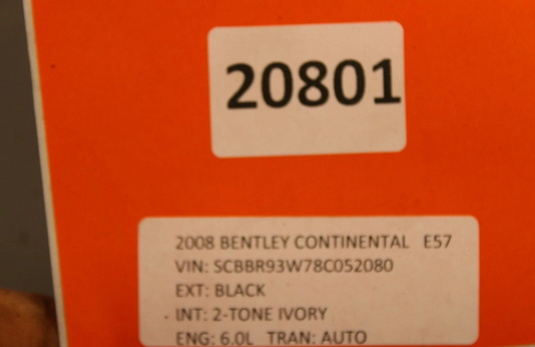 20801
2008 BENTLEY CONTINENTAL E57
VIN: SCBBR93W78C052080
EXT: BLACK
INT: 2-TONE IVORY
ENG: 6.0L TRAN: AUTO